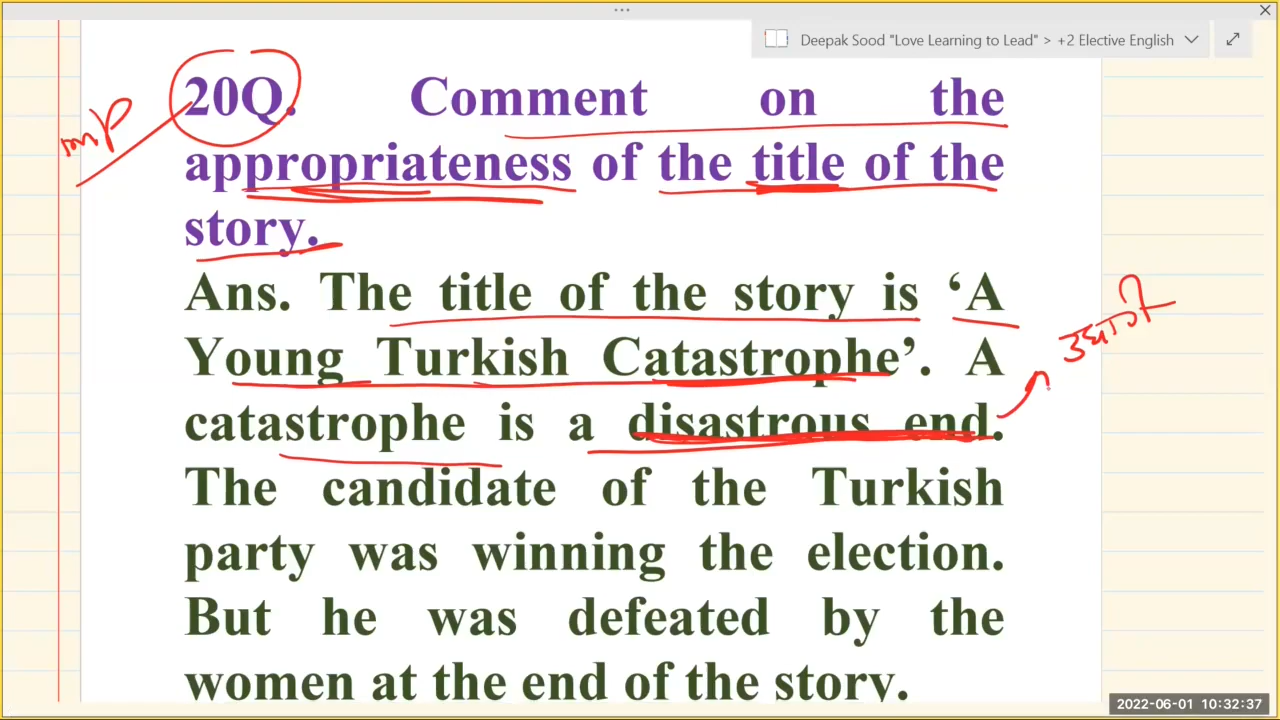 Deepak Sood "Love Learning to Lead" > +2 Elective English
20Q. Comment on the
appropriateness of the title of the
story.
Ans. The title of the story is ‘A
Young Turkish Catastrophe’. A
catastrophe is a disastrous end.
The candidate of the Turkish
party was winning the election.
But he was defeated by the
women at the end of the story.
2022-06-01 10:32:37